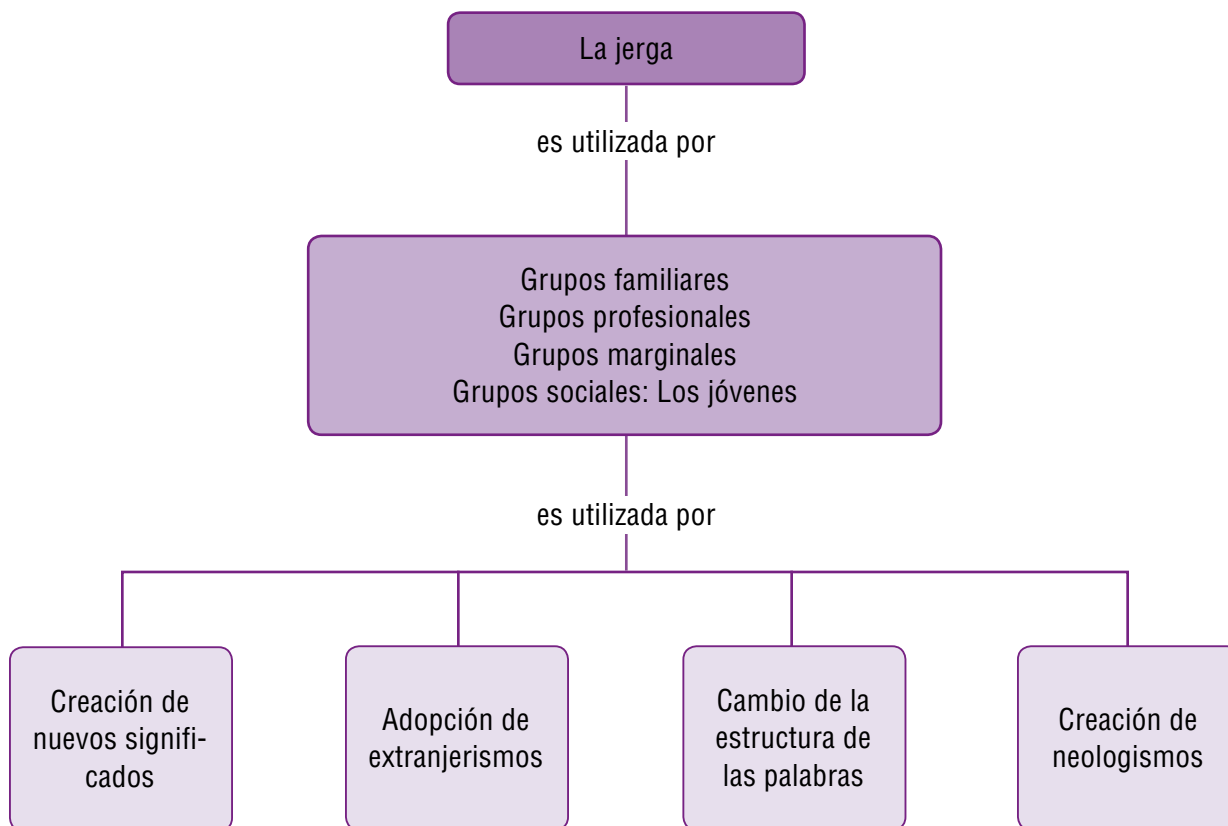 La jerga
es utilizada por
Grupos familiares
Grupos profesionales
Grupos marginales
Grupos sociales: Los jóvenes
es utilizada por
Creación de
nuevos signifi-
cados
Adopción de
extranjerismos
Cambio de la
estructura de
las palabras
Creación de
neologismos